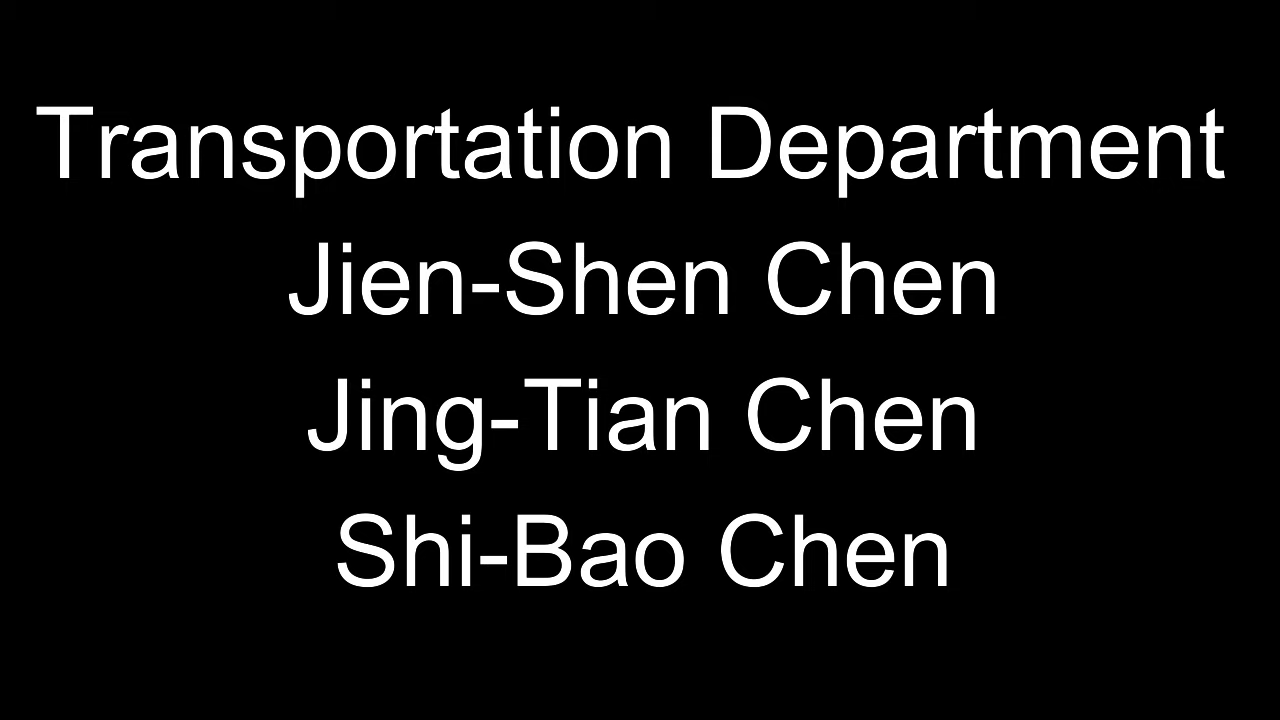 Transportation Department
Jien-Shen Chen
Jing-Tian Chen
Shi-Bao Chen